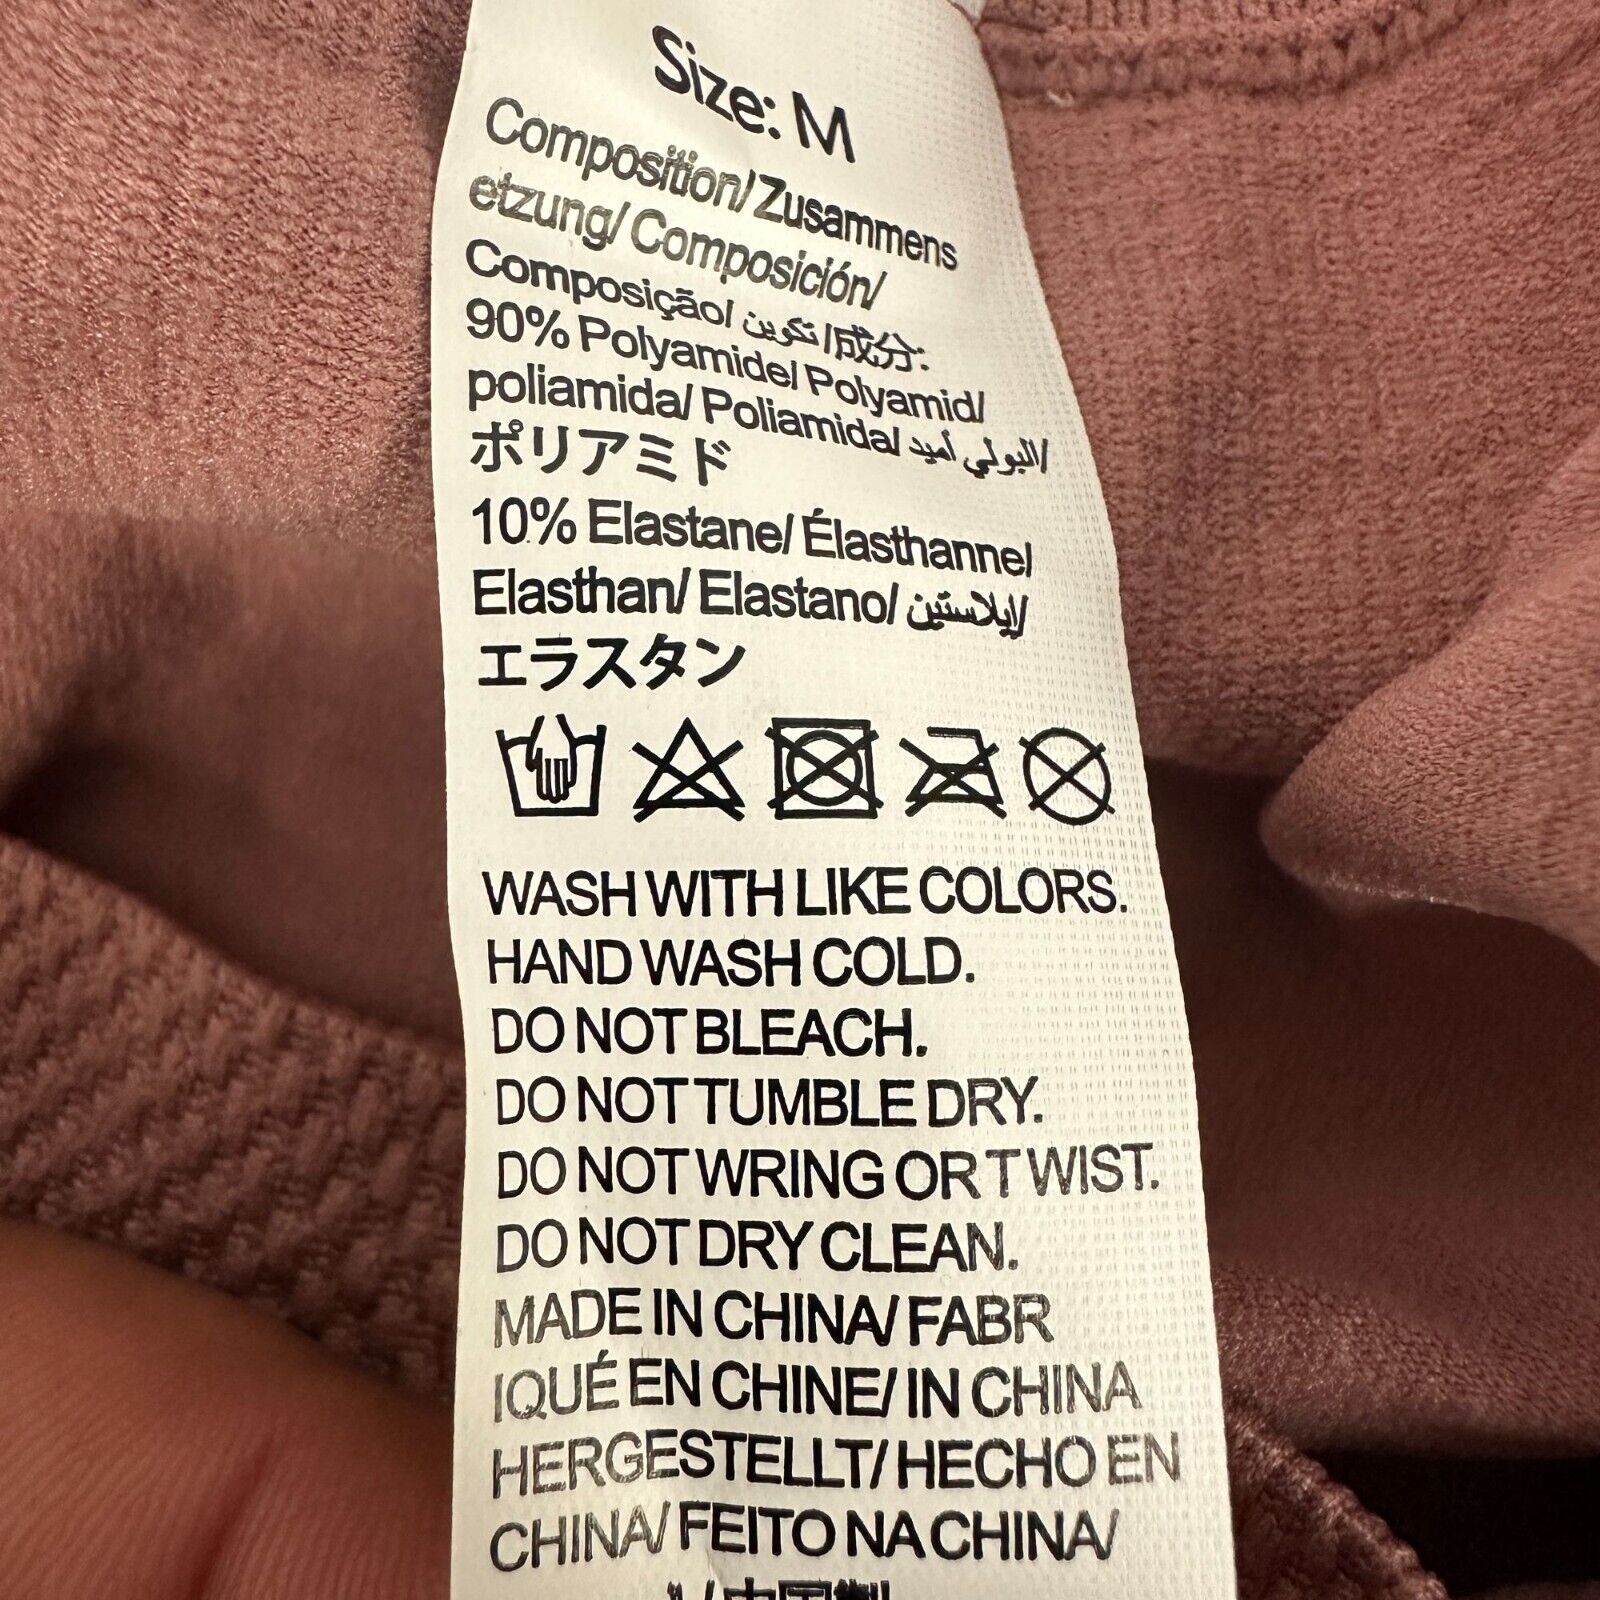 Size: M
Composition/Zusammens
etzung/ Composición/
Composição/ تكوين /成分:
90% Polyamide/ Polyamid/
poliamida/ Poliamida/ البولي أميد/
ポリアミド
10% Elastane/ Élasthanne/
Elasthan/ Elastano/ إيلاستين/
エラスタン
WASH WITH LIKE COLORS.
HAND WASH COLD.
DO NOT BLEACH.
DO NOT TUMBLE DRY.
DO NOT WRING OR TWIST.
DO NOT DRY CLEAN.
MADE IN CHINA/ FABR
IQUÉ EN CHINE/ IN CHINA
HERGESTELLT/ HECHO EN
CHINA/ FEITO NA CHINA/